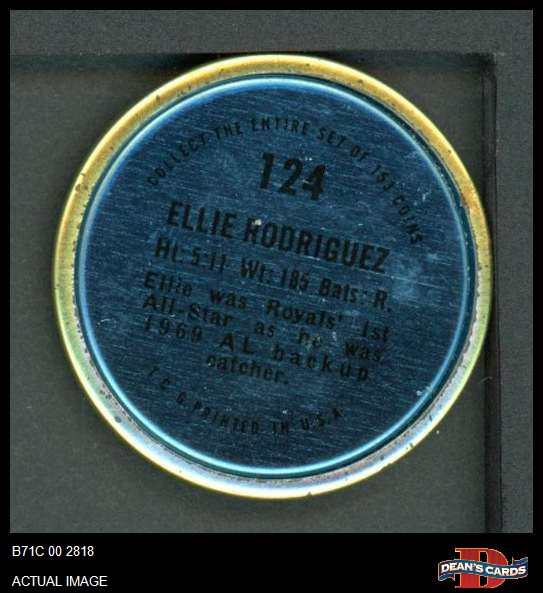 COLLECT THE ENTIRE SET OF 153 COINS
124
ELLIE RODRIGUEZ
Ht: 5:11 Wt: 185 Bats: R.
Ellie was Royals' 1st
All-Star as he was
1969 AL backup
catcher.
T.C.G. PRINTED IN U.S.A.
B71C 00 2818
ACTUAL IMAGE
D
DEAN'S CARDS